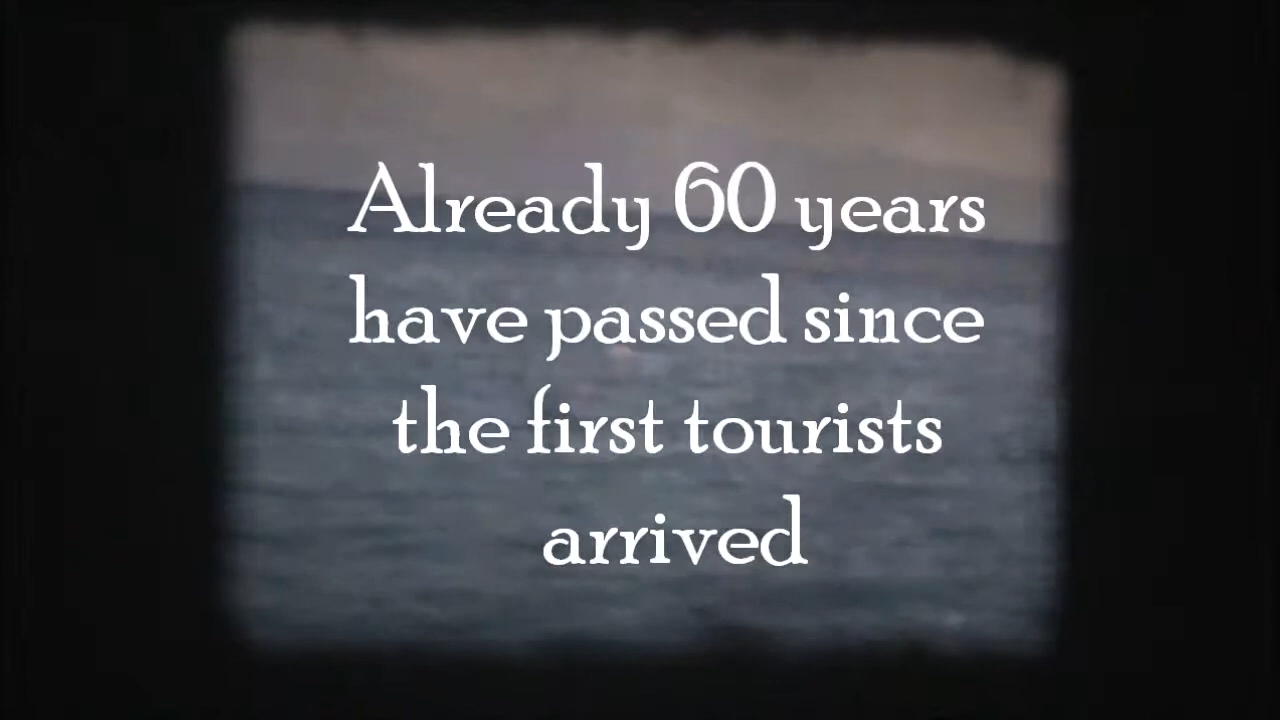 Already 60 years
have passed since
the first tourists
arrived